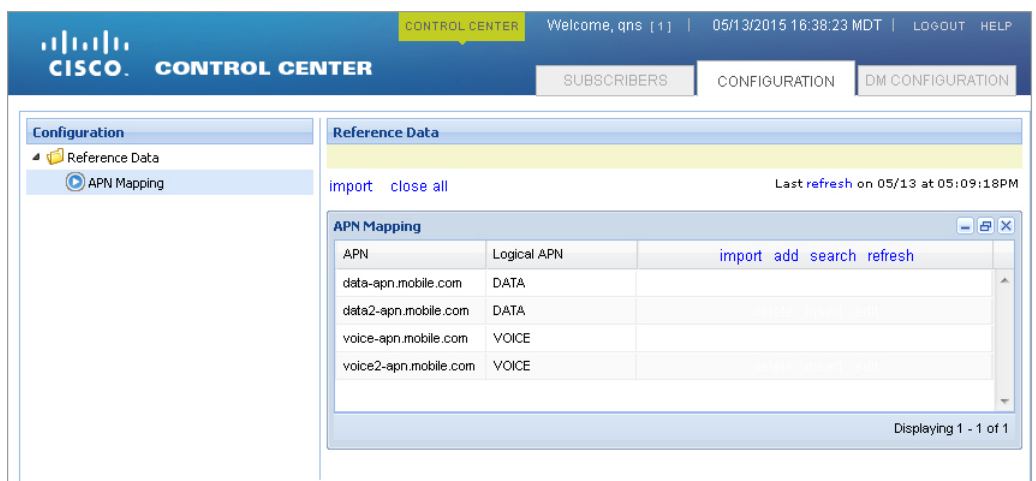 CONTROL CENTER Welcome, qns [1] | 05/13/2015 16:38:23 MDT | LOGOUT HELP
CISCO. CONTROL CENTER
SUBSCRIBERS CONFIGURATION DM CONFIGURATION
Configuration
Reference Data
APN Mapping
Reference Data
import close all Last refresh on 05/13 at 05:09:18PM
APN Mapping
APN Logical APN import add search refresh
data-apn.mobile.com DATA
data2-apn.mobile.com DATA
voice-apn.mobile.com VOICE
voice2-apn.mobile.com VOICE
Displaying 1 - 1 of 1